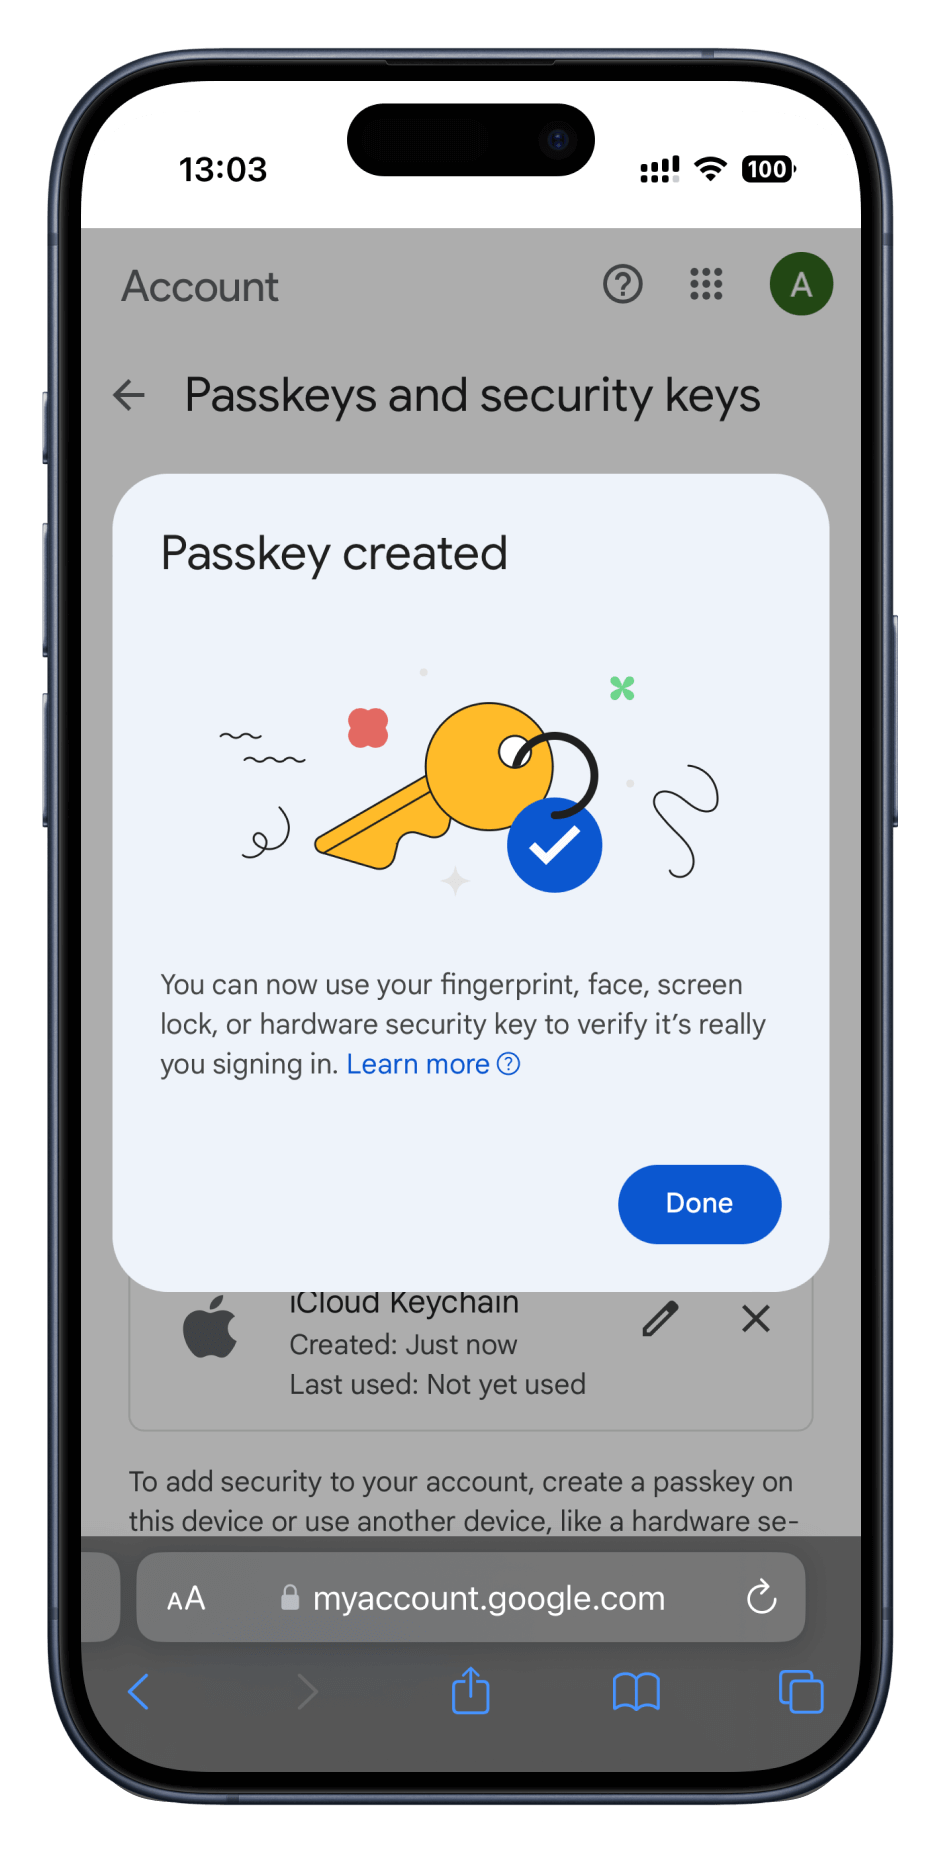 13:03
100
Account
A
Passkeys and security keys
Passkey created
You can now use your fingerprint, face, screen
lock, or hardware security key to verify it’s really
you signing in. Learn more
Done
iCloud Keychain
Created: Just now
Last used: Not yet used
To add security to your account, create a passkey on
this device or use another device, like a hardware se-
AA myaccount.google.com